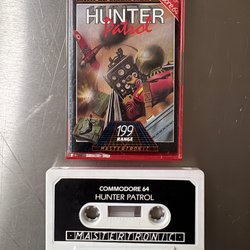 HUNTER
Patrol
199
RANGE
MASTERTRONIC
COMMODORE 64
HUNTER PATROL
MASTERTRONIC